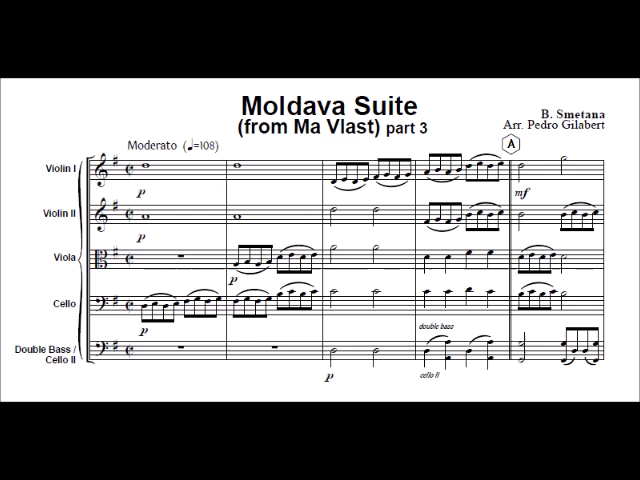 Moldava Suite
(from Ma Vlast) part 3
B. Smetana
Arr. Pedro Gilabert
Moderato (♩=108)
A
Violin I
p
mf
Violin II
p
Viola
p
Cello
p
double bass
Double Bass /
Cello II
p
cello II